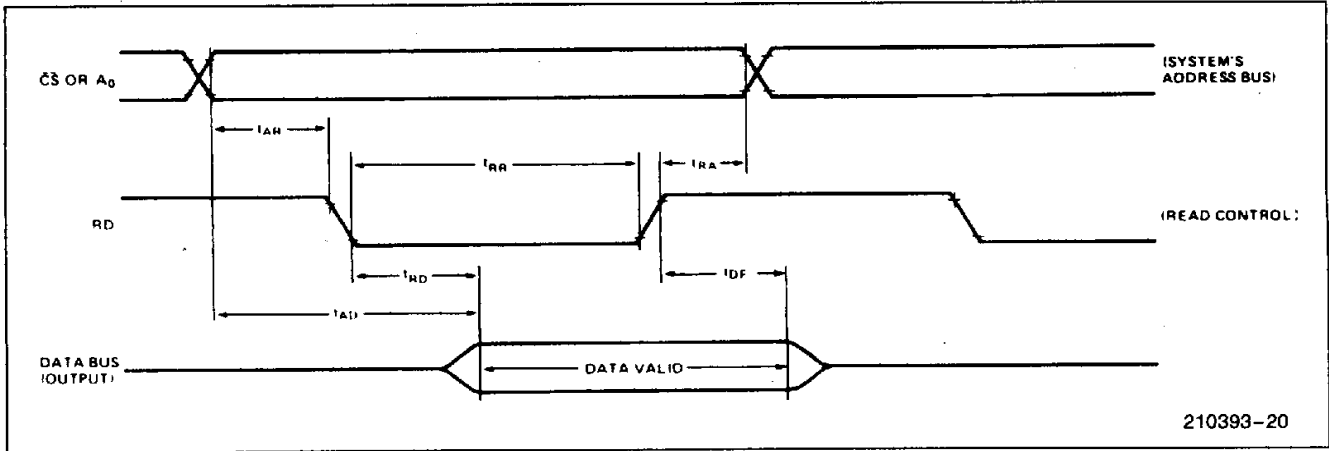 C̅S̅ OR A₀
(SYSTEM'S
ADDRESS BUS)
tAR
tRR
tRA
RD
(READ CONTROL)
tRD
tDF
tAD
DATA BUS
(OUTPUT)
DATA VALID
210393-20